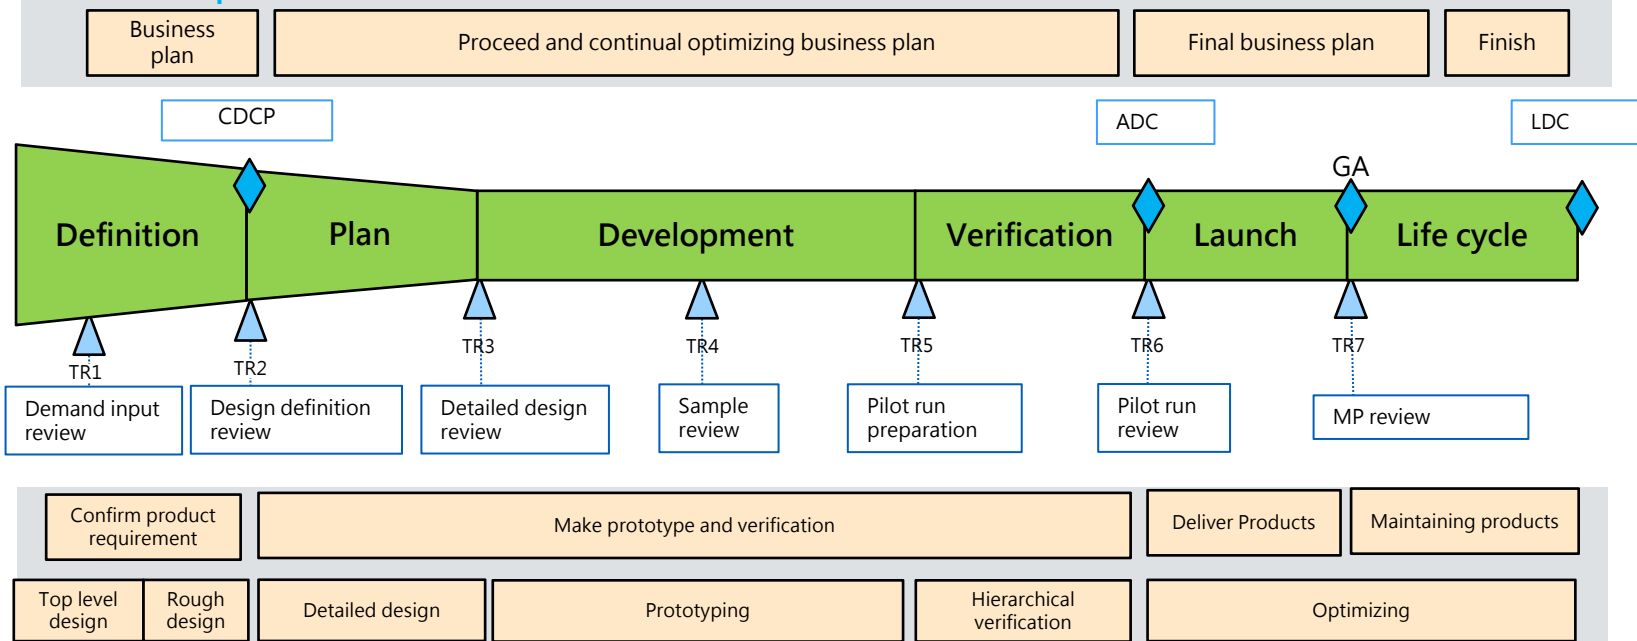 Business
plan
Proceed and continual optimizing business plan
Final business plan
Finish
CDCP
ADC
LDC
GA
Definition
Plan
Development
Verification
Launch
Life cycle
TR1
TR2
TR3
TR4
TR5
TR6
TR7
Demand input
review
Design definition
review
Detailed design
review
Sample
review
Pilot run
preparation
Pilot run
review
MP review
Confirm product
requirement
Make prototype and verification
Deliver Products
Maintaining products
Top level
design
Rough
design
Detailed design
Prototyping
Hierarchical
verification
Optimizing